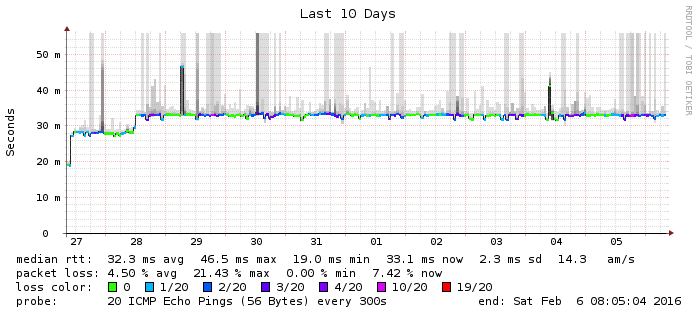 Last 10 Days
RRDTOOL / TOBI OETIKER
Seconds
50 m
40 m
30 m
20 m
10 m
0
27 28 29 30 31 01 02 03 04 05
median rtt: 32.3 ms avg 46.5 ms max 19.0 ms min 33.1 ms now 2.3 ms sd 14.3 am/s
packet loss: 4.50 % avg 21.43 % max 0.00 % min 7.42 % now
loss color: 0 1/20 2/20 3/20 4/20 10/20 19/20
probe: 20 ICMP Echo Pings (56 Bytes) every 300s end: Sat Feb 6 08:05:04 2016